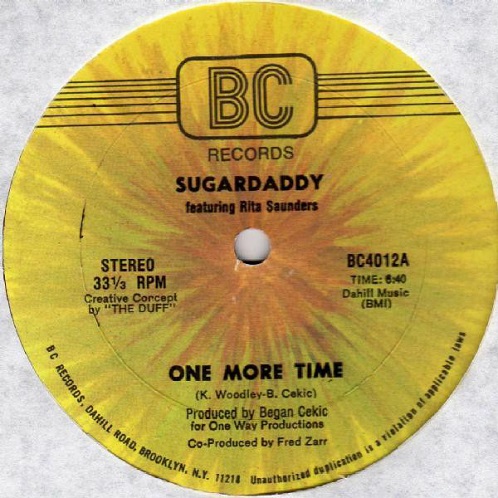 BC
RECORDS
SUGARDADDY
featuring Rita Saunders
STEREO
33⅓ RPM
Creative Concept
by "THE DUFF"
BC4012A
TIME: 6:40
Dahill Music
(BMI)
ONE MORE TIME
(K. Woodley-B. Cekic)
Produced by Began Cekic
for One Way Productions
Co-Produced by Fred Zarr
B C RECORDS, DAHILL ROAD, BROOKLYN, N.Y. 11218 Unauthorized duplication is a violation of applicable laws